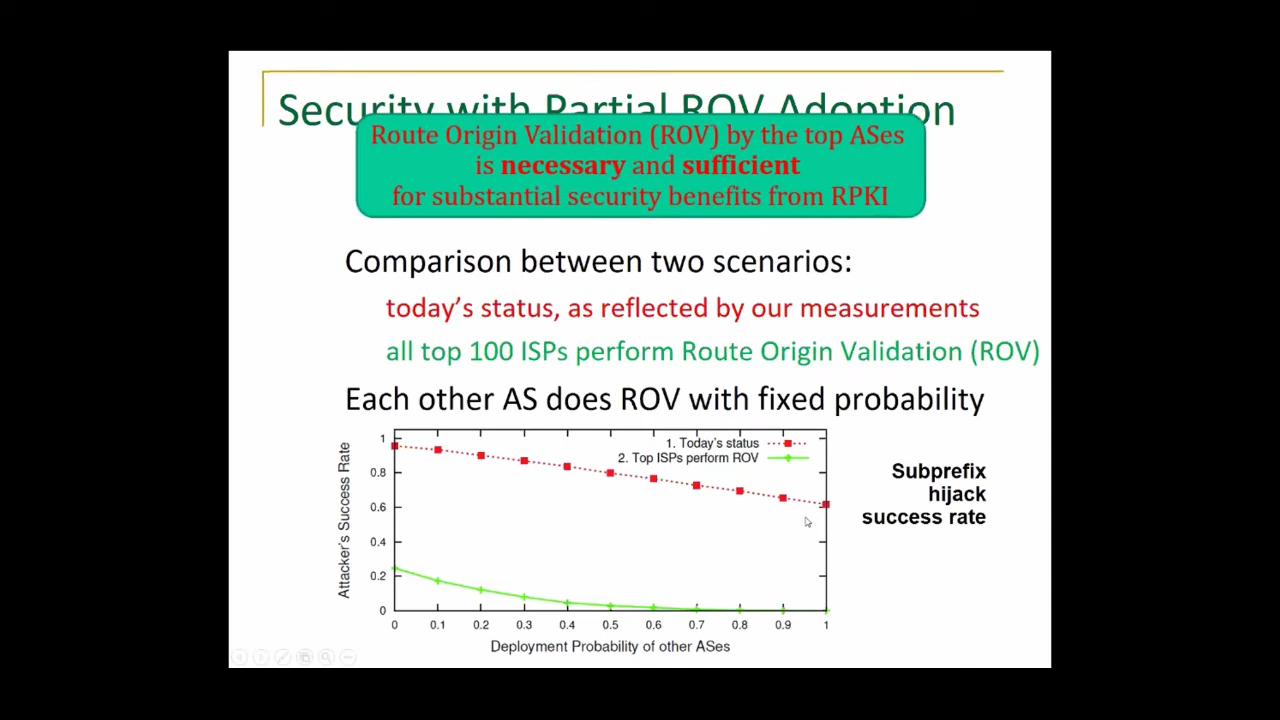 Security with Partial ROV Adoption
Route Origin Validation (ROV) by the top ASes
is necessary and sufficient
for substantial security benefits from RPKI
Comparison between two scenarios:
today's status, as reflected by our measurements
all top 100 ISPs perform Route Origin Validation (ROV)
Each other AS does ROV with fixed probability
1. Today's status
2. Top ISPs perform ROV
Attacker's Success Rate
1
0.8
0.6
0.4
0.2
0
0 0.1 0.2 0.3 0.4 0.5 0.6 0.7 0.8 0.9 1
Deployment Probability of other ASes
Subprefix
hijack
success rate